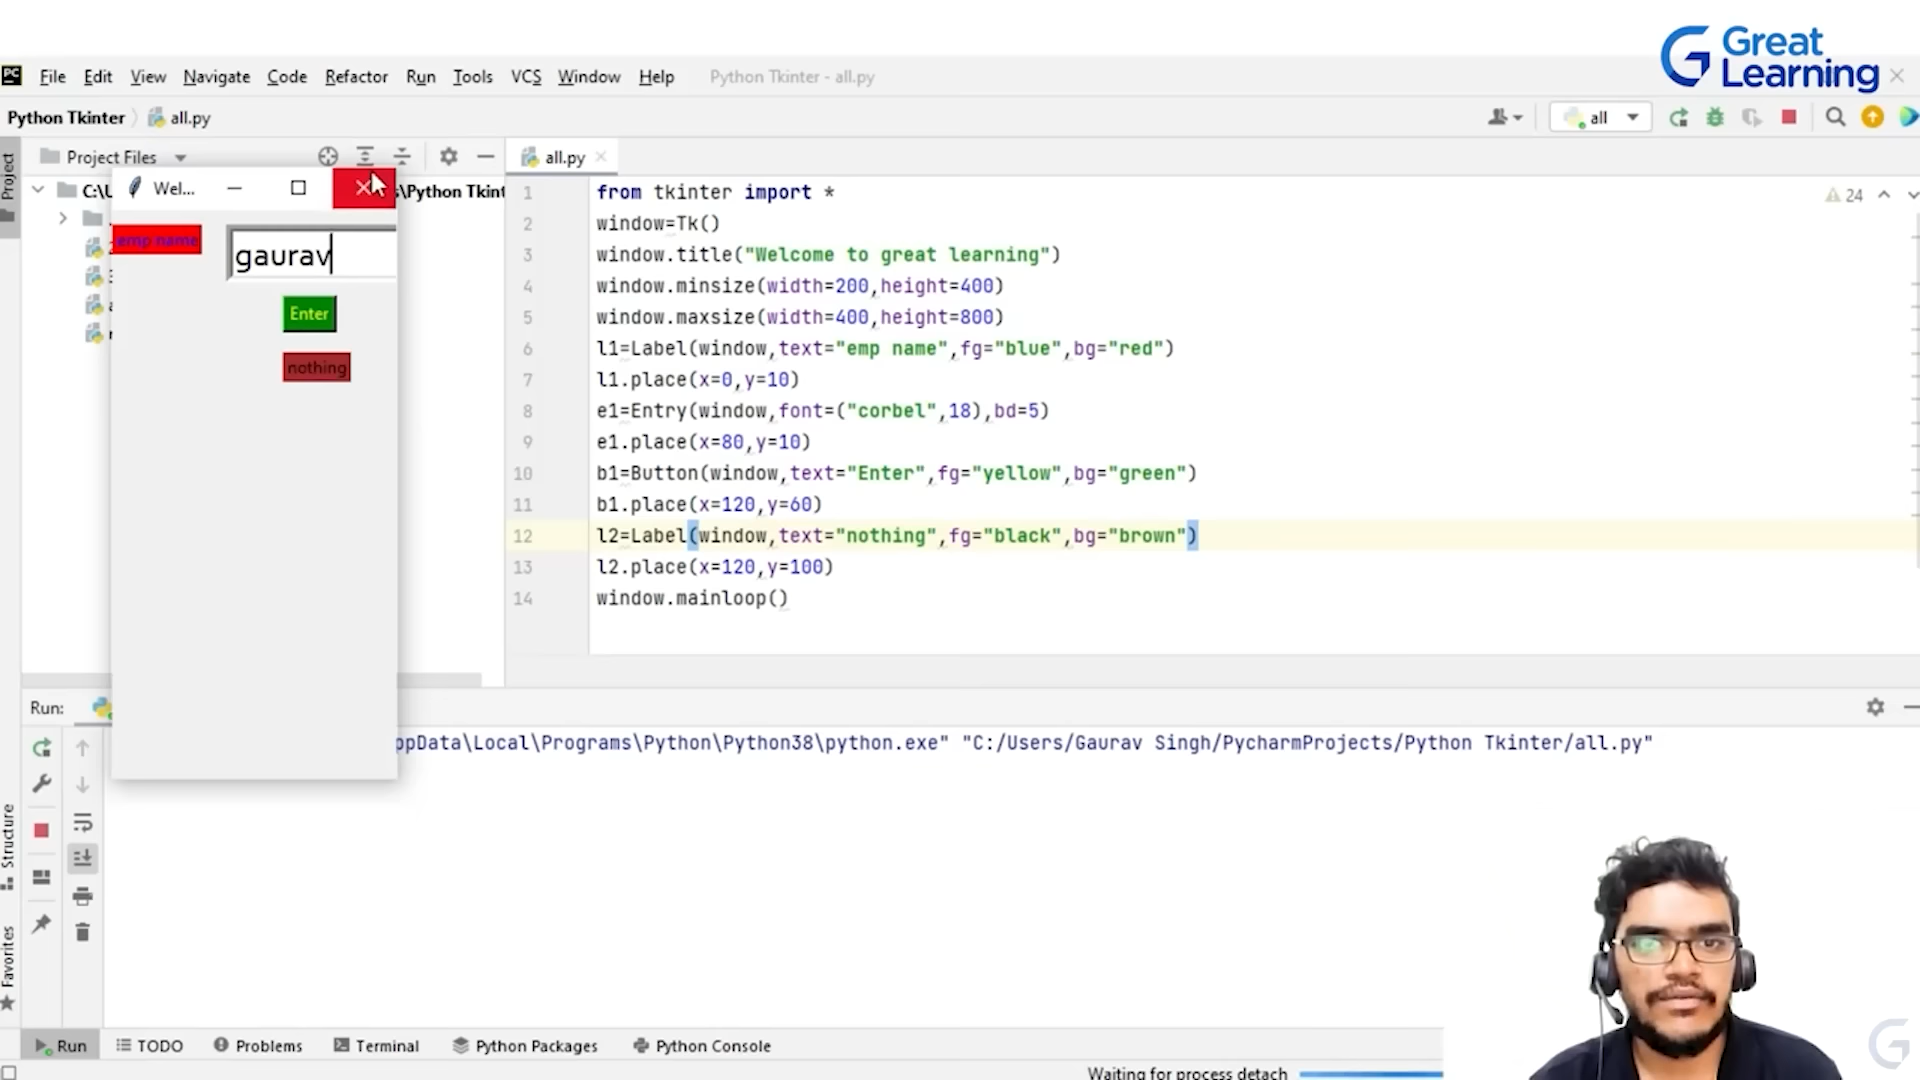 Great
Learning
PC File Edit View Navigate Code Refactor Run Tools VCS Window Help Python Tkinter - all.py
Python Tkinter all.py
all
Project
Project Files
all.py
C:\U
\Python Tkint
Wel...
24
emp name
gaurav
Enter
nothing
1 from tkinter import *
2 window=Tk()
3 window.title("Welcome to great learning")
4 window.minsize(width=200,height=400)
5 window.maxsize(width=400,height=800)
6 l1=Label(window,text="emp name",fg="blue",bg="red")
7 l1.place(x=0,y=10)
8 e1=Entry(window,font=("corbel",18),bd=5)
9 e1.place(x=80,y=10)
10 b1=Button(window,text="Enter",fg="yellow",bg="green")
11 b1.place(x=120,y=60)
12 l2=Label(window,text="nothing",fg="black",bg="brown")
13 l2.place(x=120,y=100)
14 window.mainloop()
Run:
ppData\Local\Programs\Python\Python38\python.exe" "C:/Users/Gaurav Singh/PycharmProjects/Python Tkinter/all.py"
Structure
Favorites
Run TODO Problems Terminal Python Packages Python Console
Waiting for process detach